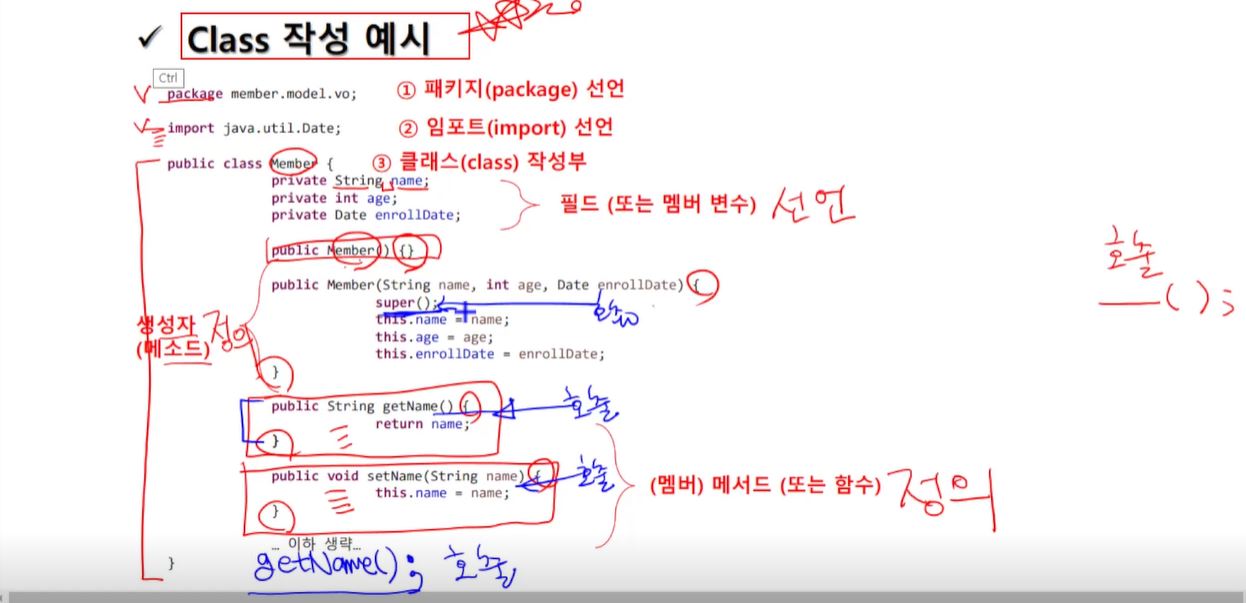 ✓ Class 작성 예시
Ctrl
package member.model.vo; ① 패키지(package) 선언
import java.util.Date; ② 임포트(import) 선언
public class Member { ③ 클래스(class) 작성부
private String name;
private int age;
private Date enrollDate;
필드 (또는 멤버 변수) 선언
public Member() {}
호출
( );
public Member(String name, int age, Date enrollDate) {
super(); 호출
this.name = name;
this.age = age;
this.enrollDate = enrollDate;
}
생성자 정의
(메소드)
public String getName() { 호출
return name;
}
public void setName(String name) { 호출
this.name = name;
}
(멤버) 메서드 (또는 함수) 정의
… 이하 생략…
}
getName(); 호출